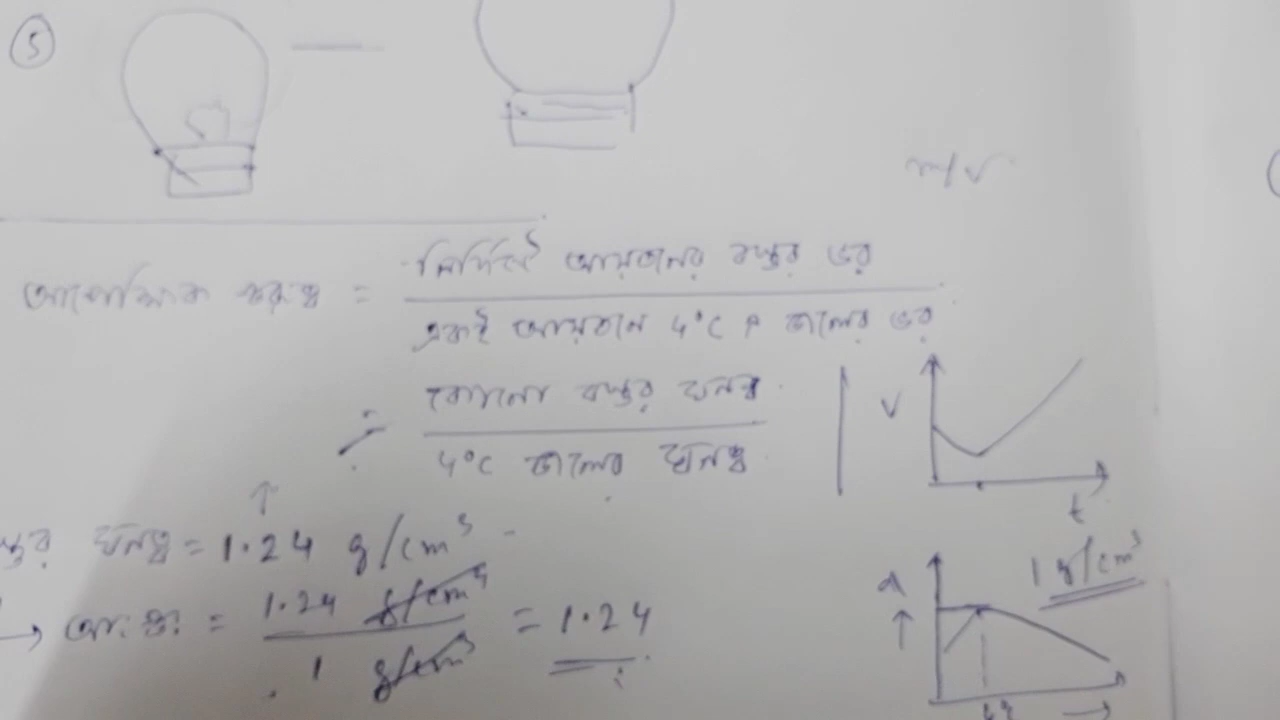 5
m/v
আপেক্ষিক গুরুত্ব = নির্দিষ্ট আয়তনের বস্তুর ভর
একই আয়তনে 4°C এ জলের ভর
= কোনো বস্তুর ঘনত্ব
4°C জলের ঘনত্ব
V
t
ঘনত্ব = 1.24 g/cm³
1 g/cm³
d
→ আঃ গুঃ = 1.24 g/cm³ = 1.24
1 g/cm³